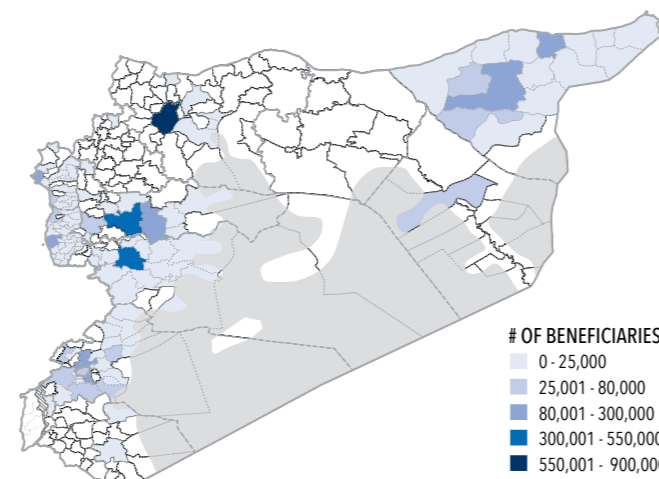 # OF BENEFICIARIES
0 - 25,000
25,001 - 80,000
80,001 - 300,000
300,001 - 550,000
550,001 - 900,000